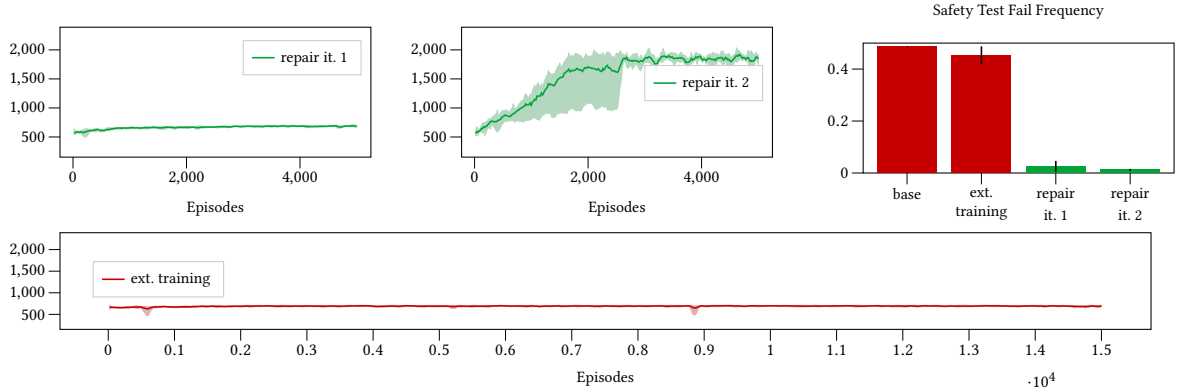 Safety Test Fail Frequency
2,000
1,500
1,000
500
repair it. 1
0
2,000
4,000
Episodes
2,000
1,500
1,000
500
repair it. 2
0
2,000
4,000
Episodes
0.4
0.2
0
base
ext.
training
repair
it. 1
repair
it. 2
2,000
1,500
1,000
500
ext. training
0
0.1
0.2
0.3
0.4
0.5
0.6
0.7
0.8
0.9
1
1.1
1.2
1.3
1.4
1.5
Episodes
·10⁴